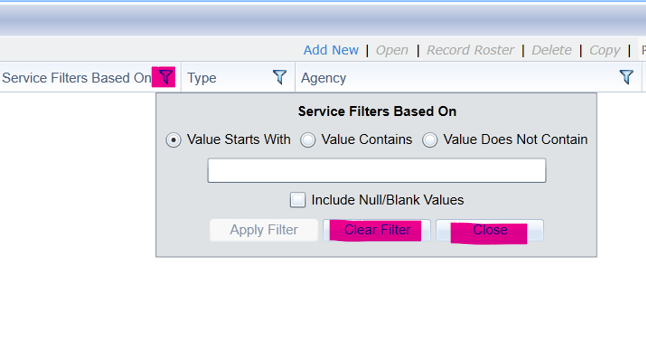 Add New | Open | Record Roster | Delete | Copy |
Service Filters Based On Type Agency
Service Filters Based On
Value Starts With Value Contains Value Does Not Contain
Include Null/Blank Values
Apply Filter Clear Filter Close